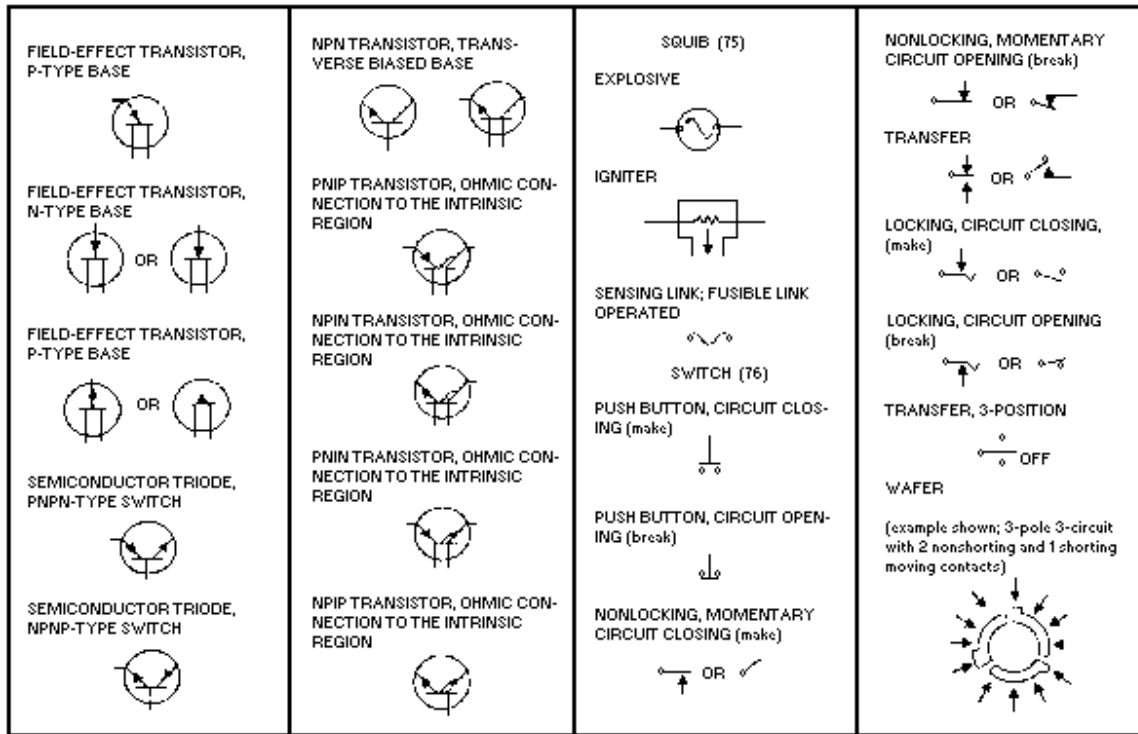 FIELD-EFFECT TRANSISTOR,
P-TYPE BASE
FIELD-EFFECT TRANSISTOR,
N-TYPE BASE
OR
FIELD-EFFECT TRANSISTOR,
P-TYPE BASE
OR
SEMICONDUCTOR TRIODE,
PNPN-TYPE SWITCH
SEMICONDUCTOR TRIODE,
NPNP-TYPE SWITCH
NPN TRANSISTOR, TRANS-
VERSE BIASED BASE
PNIP TRANSISTOR, OHMIC CON-
NECTION TO THE INTRINSIC
REGION
NPIN TRANSISTOR, OHMIC CON-
NECTION TO THE INTRINSIC
REGION
PNIN TRANSISTOR, OHMIC CON-
NECTION TO THE INTRINSIC
REGION
NPIP TRANSISTOR, OHMIC CON-
NECTION TO THE INTRINSIC
REGION
SQUIB (75)
EXPLOSIVE
IGNITER
SENSING LINK; FUSIBLE LINK
OPERATED
SWITCH (76)
PUSH BUTTON, CIRCUIT CLOS-
ING (make)
PUSH BUTTON, CIRCUIT OPEN-
ING (break)
NONLOCKING, MOMENTARY
CIRCUIT CLOSING (make)
OR
NONLOCKING, MOMENTARY
CIRCUIT OPENING (break)
OR
TRANSFER
OR
LOCKING, CIRCUIT CLOSING,
(make)
OR
LOCKING, CIRCUIT OPENING
(break)
OR
TRANSFER, 3-POSITION
OFF
WAFER
(example shown; 3-pole 3-circuit
with 2 nonshorting and 1 shorting
moving contacts)